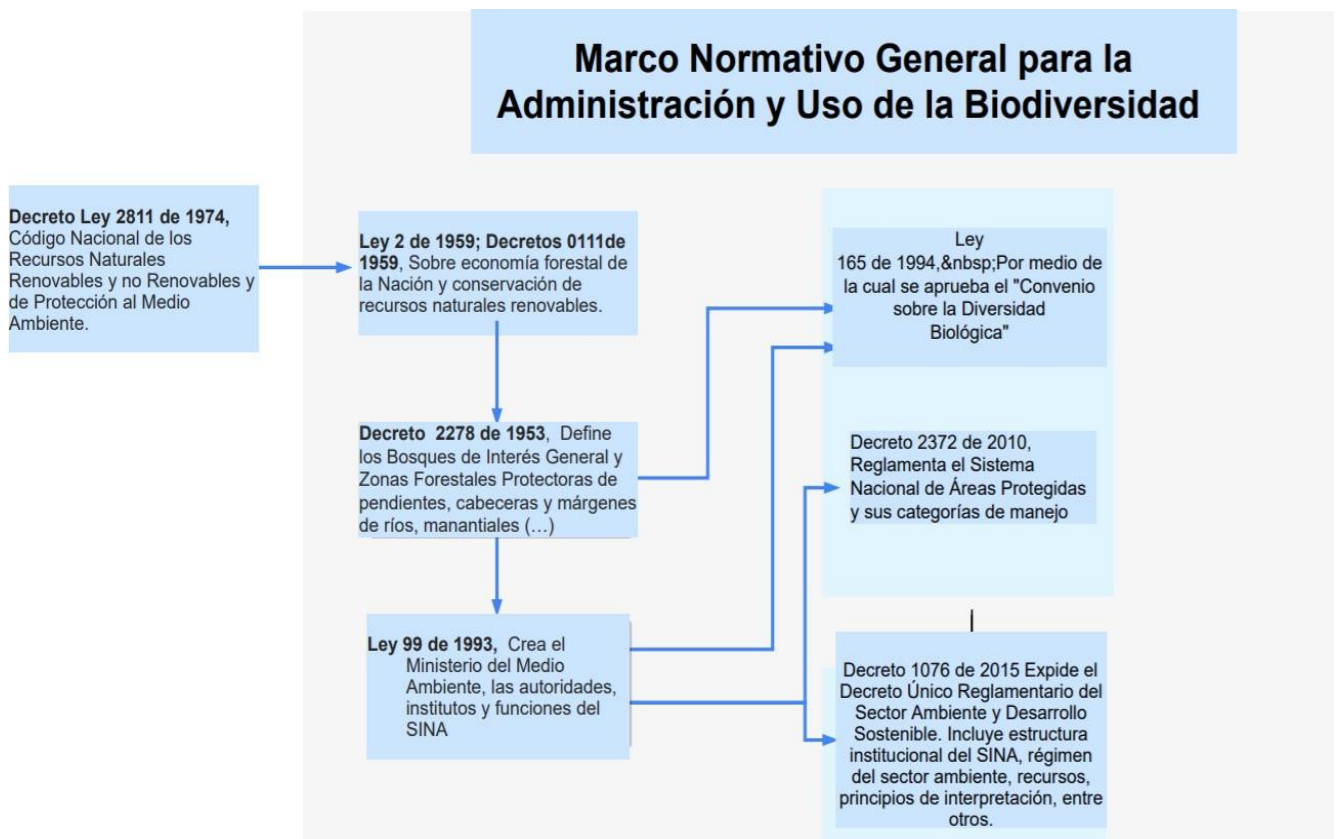 Marco Normativo General para la
Administración y Uso de la Biodiversidad
Decreto Ley 2811 de 1974,
Código Nacional de los
Recursos Naturales
Renovables y no Renovables y
de Protección al Medio
Ambiente.
Ley 2 de 1959; Decretos 0111de
1959, Sobre economía forestal de
la Nación y conservación de
recursos naturales renovables.
Decreto 2278 de 1953, Define
los Bosques de Interés General y
Zonas Forestales Protectoras de
pendientes, cabeceras y márgenes
de ríos, manantiales (…)
Ley 99 de 1993, Crea el
Ministerio del Medio
Ambiente, las autoridades,
institutos y funciones del
SINA
Ley
165 de 1994,&nbsp;Por medio de
la cual se aprueba el "Convenio
sobre la Diversidad
Biológica"
Decreto 2372 de 2010,
Reglamenta el Sistema
Nacional de Áreas Protegidas
y sus categorías de manejo
Decreto 1076 de 2015 Expide el
Decreto Único Reglamentario del
Sector Ambiente y Desarrollo
Sostenible. Incluye estructura
institucional del SINA, régimen
del sector ambiente, recursos,
principios de interpretación, entre
otros.